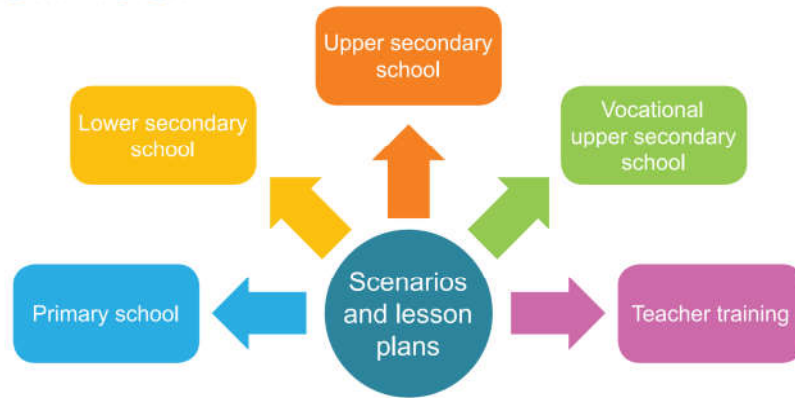 Upper secondary
school
Lower secondary
school
Vocational
upper secondary
school
Primary school
Scenarios
and lesson
plans
Teacher training